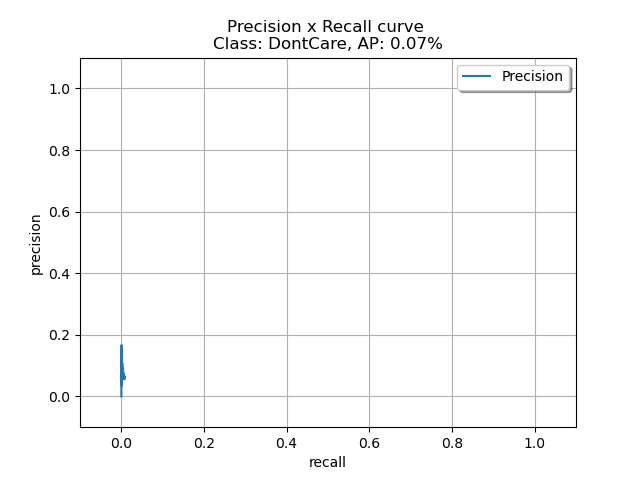 Precision x Recall curve
Class: DontCare, AP: 0.07%
Precision
1.0
0.8
0.6
0.4
0.2
0.0
precision
0.0 0.2 0.4 0.6 0.8 1.0
recall